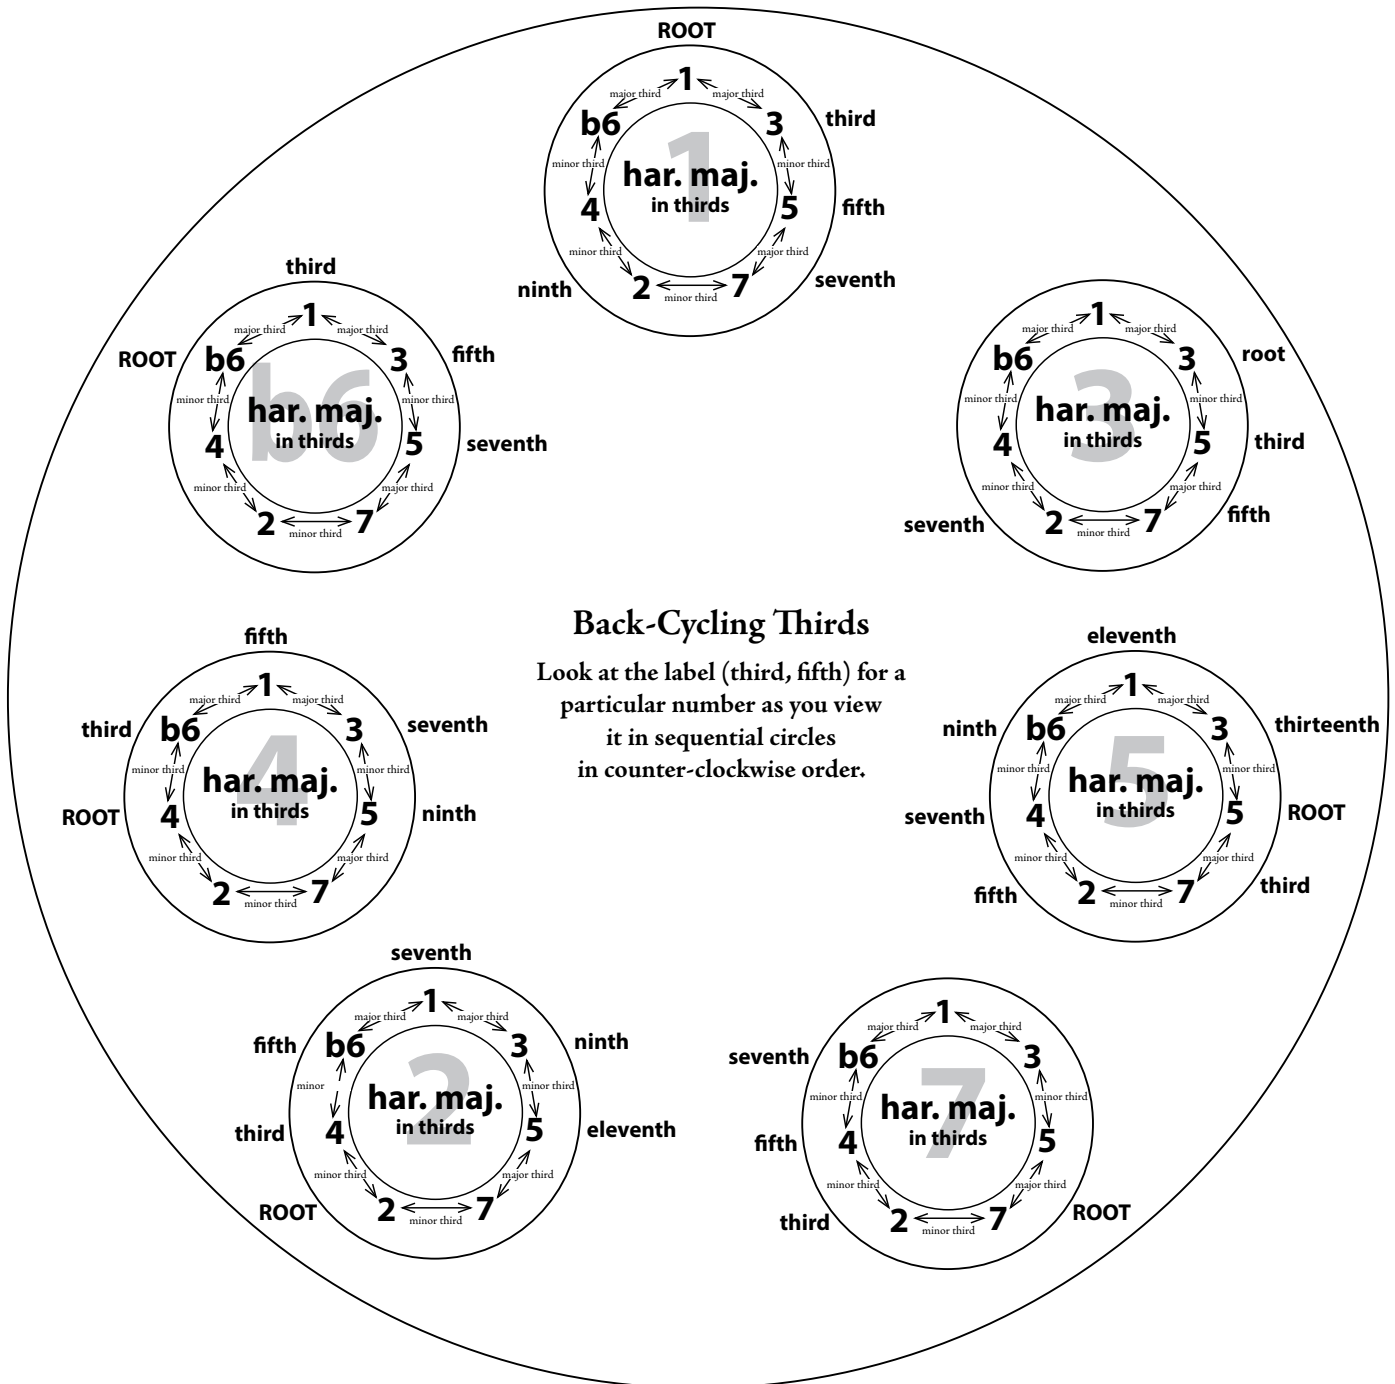 ROOT
1
major third
major third
b6
3
third
minor third
1
har. maj.
in thirds
minor third
4
5
fifth
minor third
major third
ninth
2
7
seventh
minor third
third
1
major third
major third
ROOT
b6
3
fifth
minor third
b6
har. maj.
in thirds
minor third
4
5
seventh
minor third
major third
2
7
minor third
1
major third
major third
b6
3
root
minor third
3
har. maj.
in thirds
minor third
4
5
third
minor third
major third
seventh
2
7
fifth
minor third
Back-Cycling Thirds
Look at the label (third, fifth) for a
particular number as you view
it in sequential circles
in counter-clockwise order.
fifth
1
major third
major third
third
b6
3
seventh
minor third
4
har. maj.
in thirds
minor third
ROOT
4
5
ninth
minor third
major third
2
7
minor third
eleventh
1
major third
major third
ninth
b6
3
thirteenth
minor third
5
har. maj.
in thirds
minor third
seventh
4
5
ROOT
minor third
major third
fifth
2
7
third
minor third
seventh
1
major third
major third
fifth
b6
3
ninth
minor
2
har. maj.
in thirds
minor third
third
4
5
eleventh
minor third
major third
ROOT
2
7
minor third
1
major third
major third
seventh
b6
3
minor third
7
har. maj.
in thirds
minor third
fifth
4
5
minor third
major third
third
2
7
ROOT
minor third